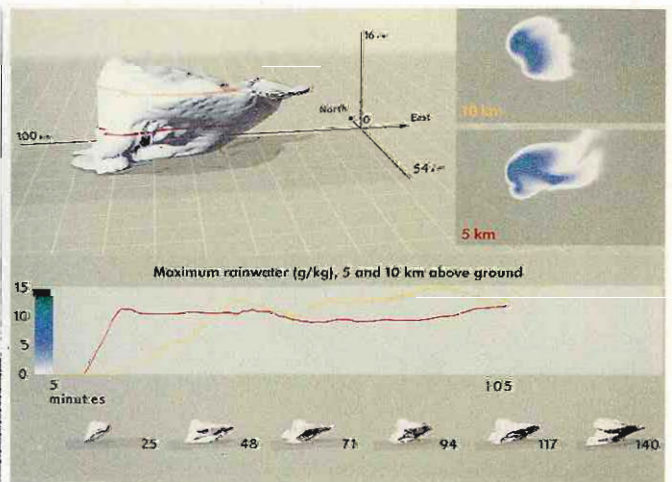 16 km
10 km
North
0
East
100 km
54 km
5 km
Maximum rainwater (g/kg), 5 and 10 km above ground
15
10
5
0
5
105
minutes
25
48
71
94
117
140